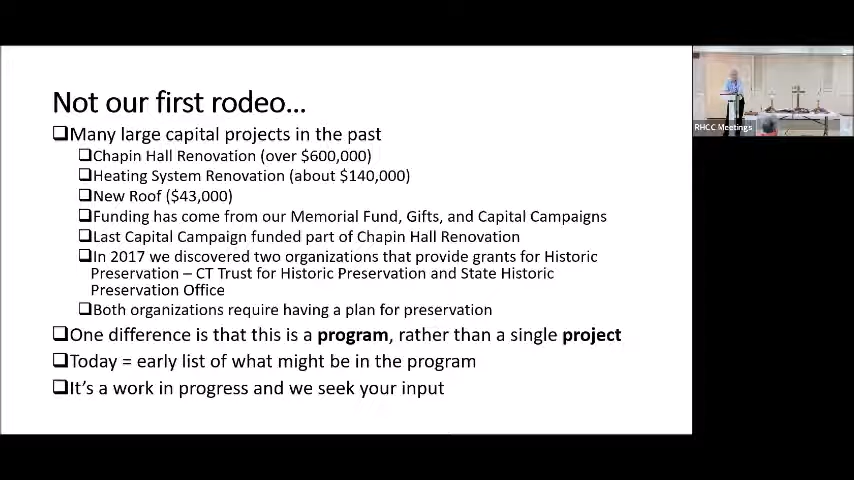 Not our first rodeo...
❑Many large capital projects in the past
❑Chapin Hall Renovation (over $600,000)
❑Heating System Renovation (about $140,000)
❑New Roof ($43,000)
❑Funding has come from our Memorial Fund, Gifts, and Capital Campaigns
❑Last Capital Campaign funded part of Chapin Hall Renovation
❑In 2017 we discovered two organizations that provide grants for Historic
Preservation – CT Trust for Historic Preservation and State Historic
Preservation Office
❑Both organizations require having a plan for preservation
❑One difference is that this is a program, rather than a single project
❑Today = early list of what might be in the program
❑It's a work in progress and we seek your input
RHCC Meetings